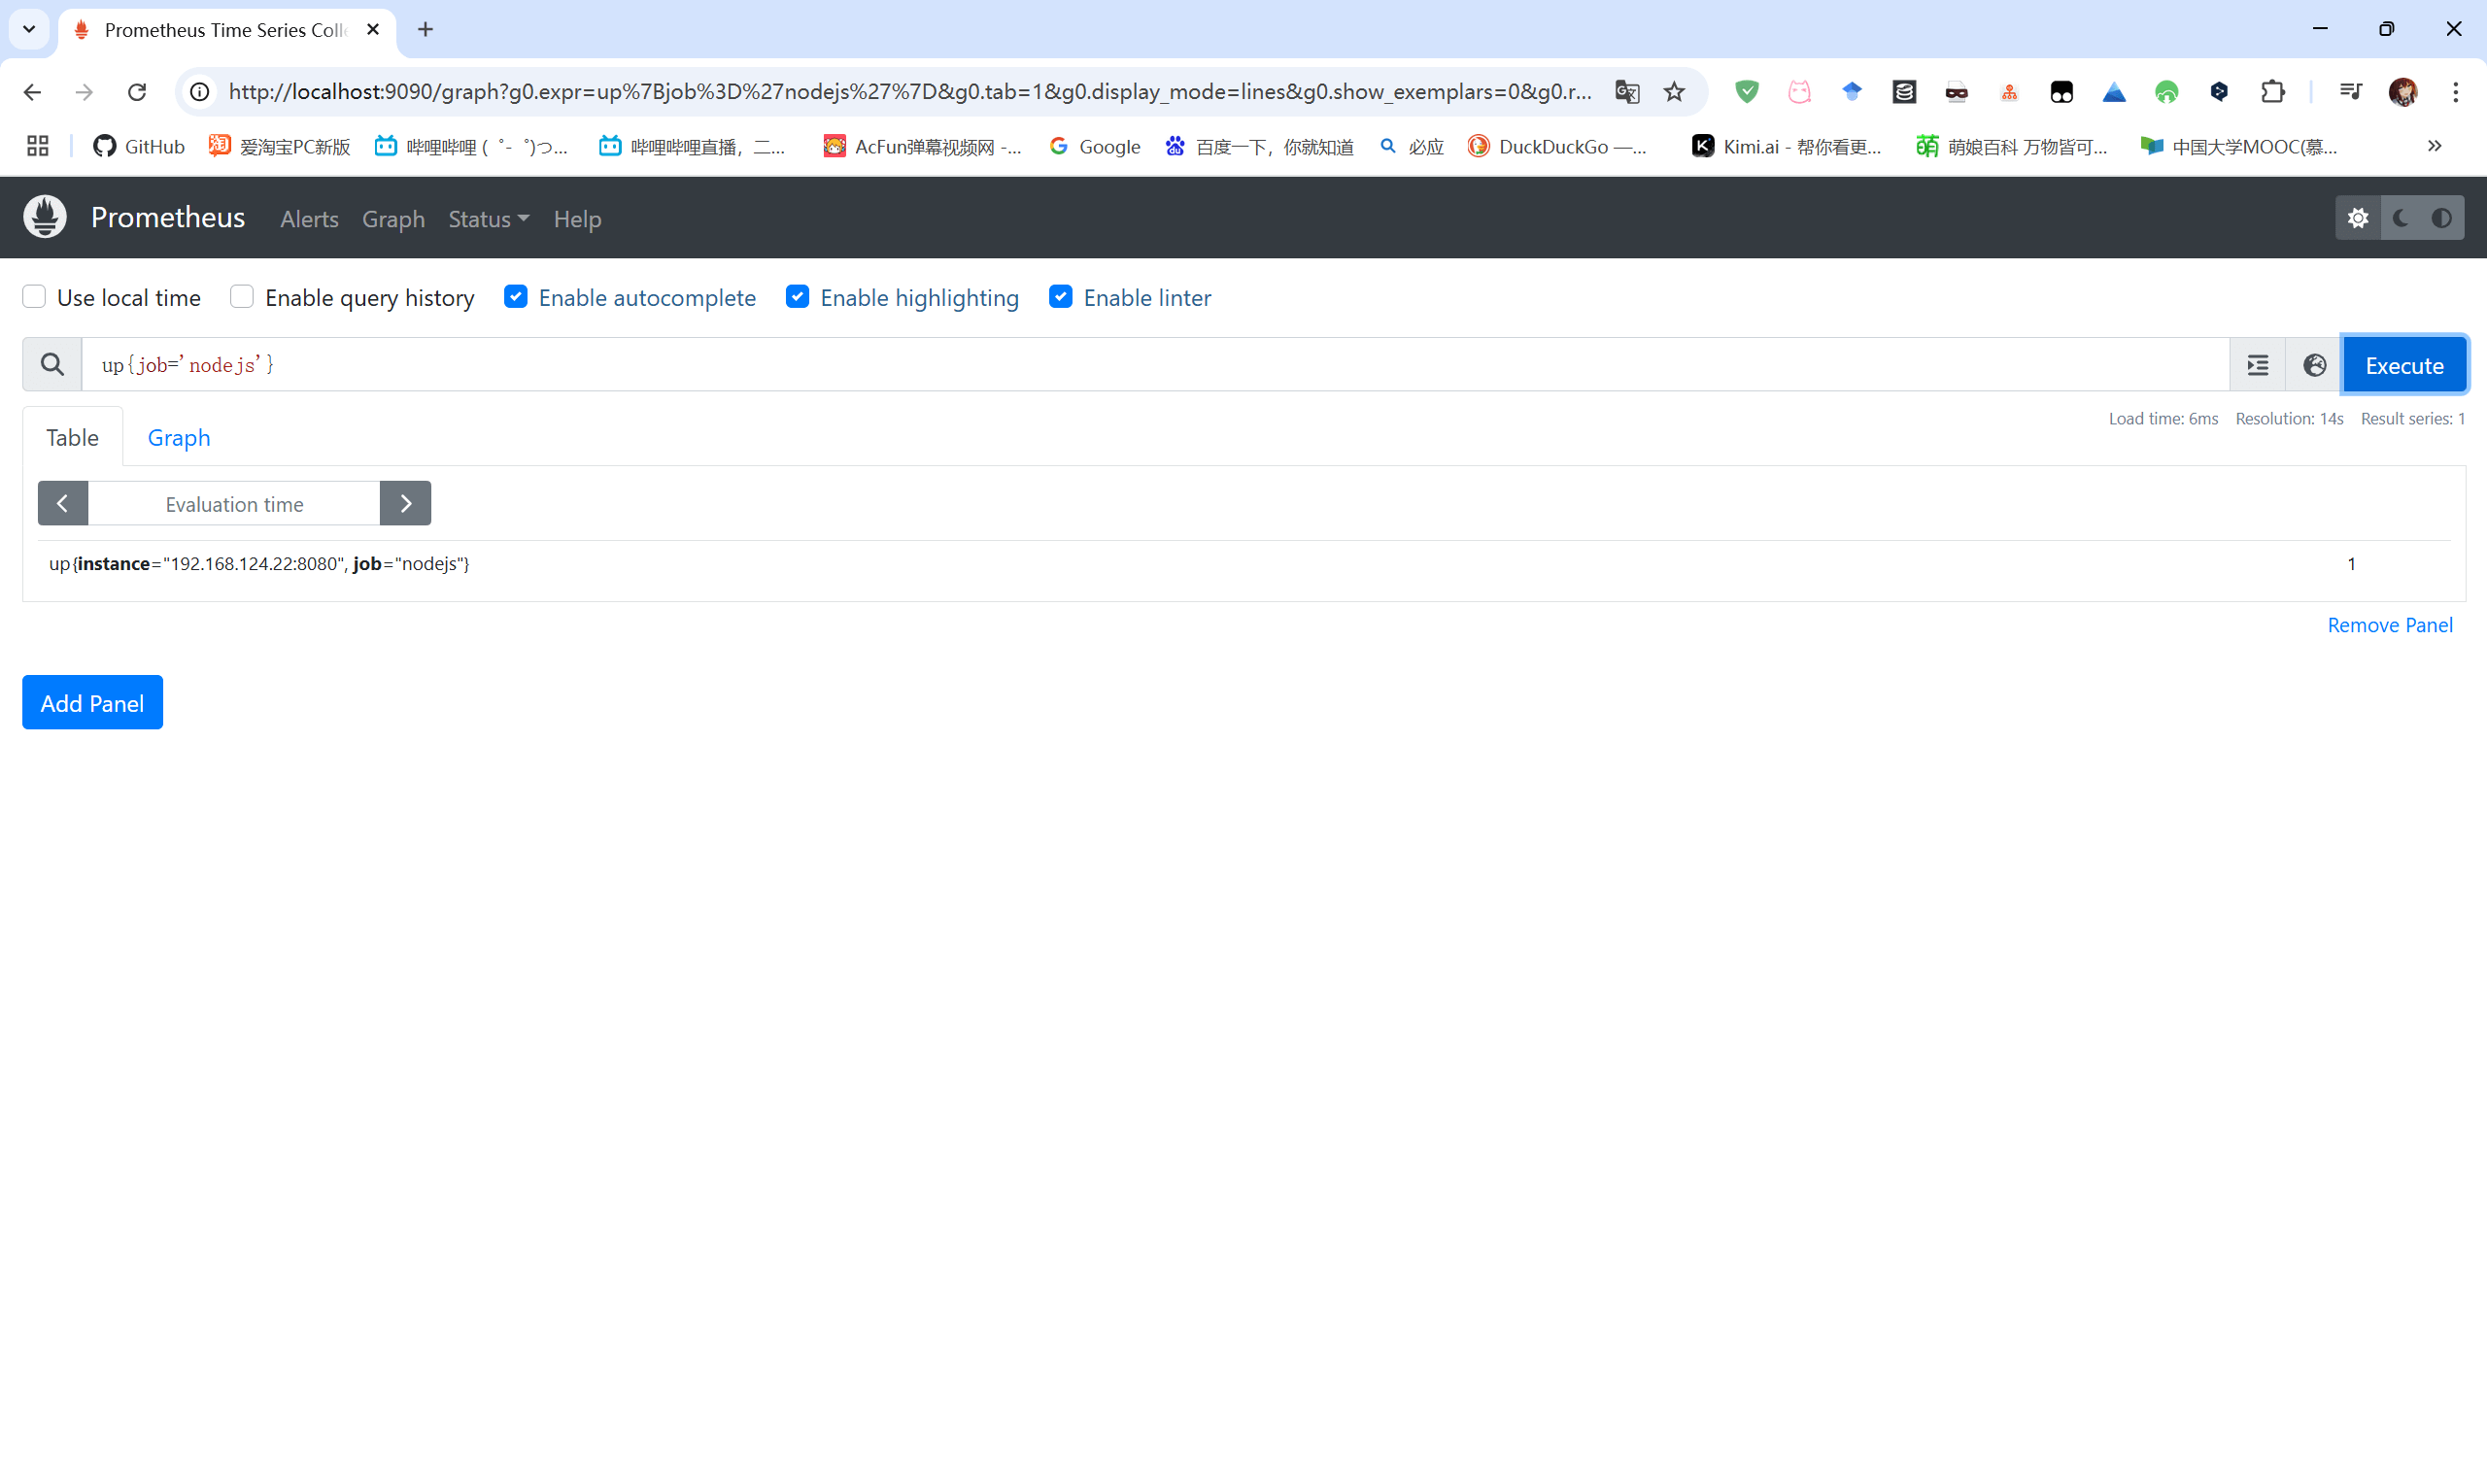 Prometheus Time Series Coll
http://localhost:9090/graph?g0.expr=up%7Bjob%3D%27nodejs%27%7D&g0.tab=1&g0.display_mode=lines&g0.show_exemplars=0&g0.r...
GitHub 爱淘宝PC新版 哔哩哔哩 ( ゜- ゜)つ... 哔哩哔哩直播，二... AcFun弹幕视频网 -... Google 百度一下，你就知道 必应 DuckDuckGo —... Kimi.ai - 帮你看更... 萌娘百科 万物皆可... 中国大学MOOC(慕...
Prometheus Alerts Graph Status Help
Use local time Enable query history Enable autocomplete Enable highlighting Enable linter
up{job='nodejs'} Execute
Table Graph Load time: 6ms Resolution: 14s Result series: 1
Evaluation time
up{instance="192.168.124.22:8080", job="nodejs"} 1
Remove Panel
Add Panel